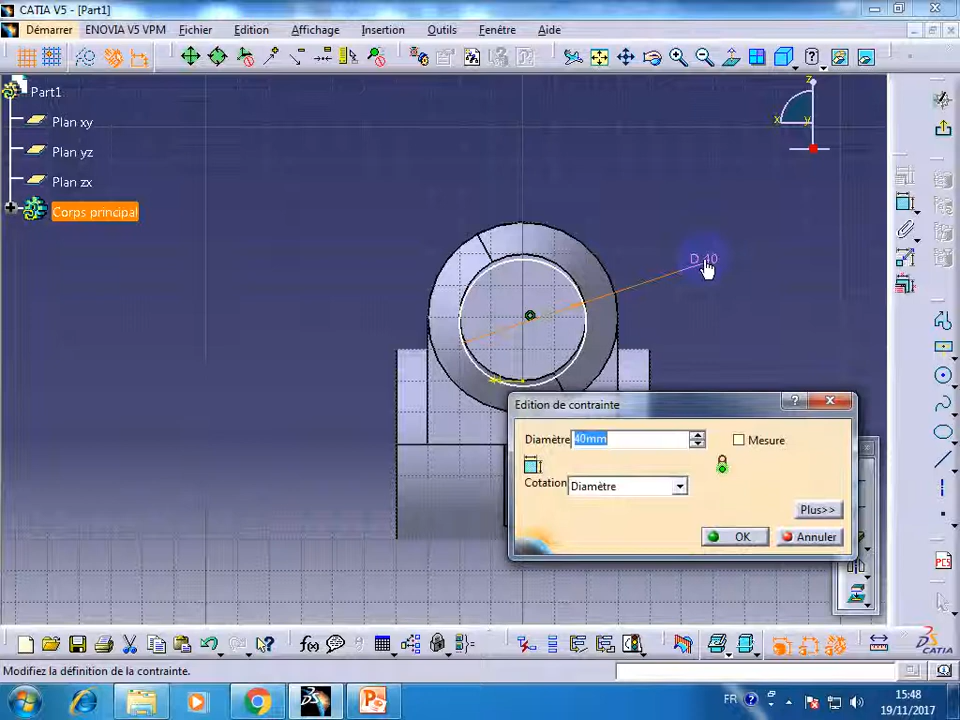 CATIA V5 - [Part1]
Démarrer ENOVIA V5 VPM Fichier Edition Affichage Insertion Outils Fenêtre Aide
Part1
Plan xy
Plan yz
Plan zx
Corps principal
z
x y
D 40
Edition de contrainte
Diamètre 40mm Mesure
Cotation Diamètre
Plus>>
OK Annuler
PCS
f(x)
CATIA
Modifiez la définition de la contrainte.
FR 15:48
19/11/2017